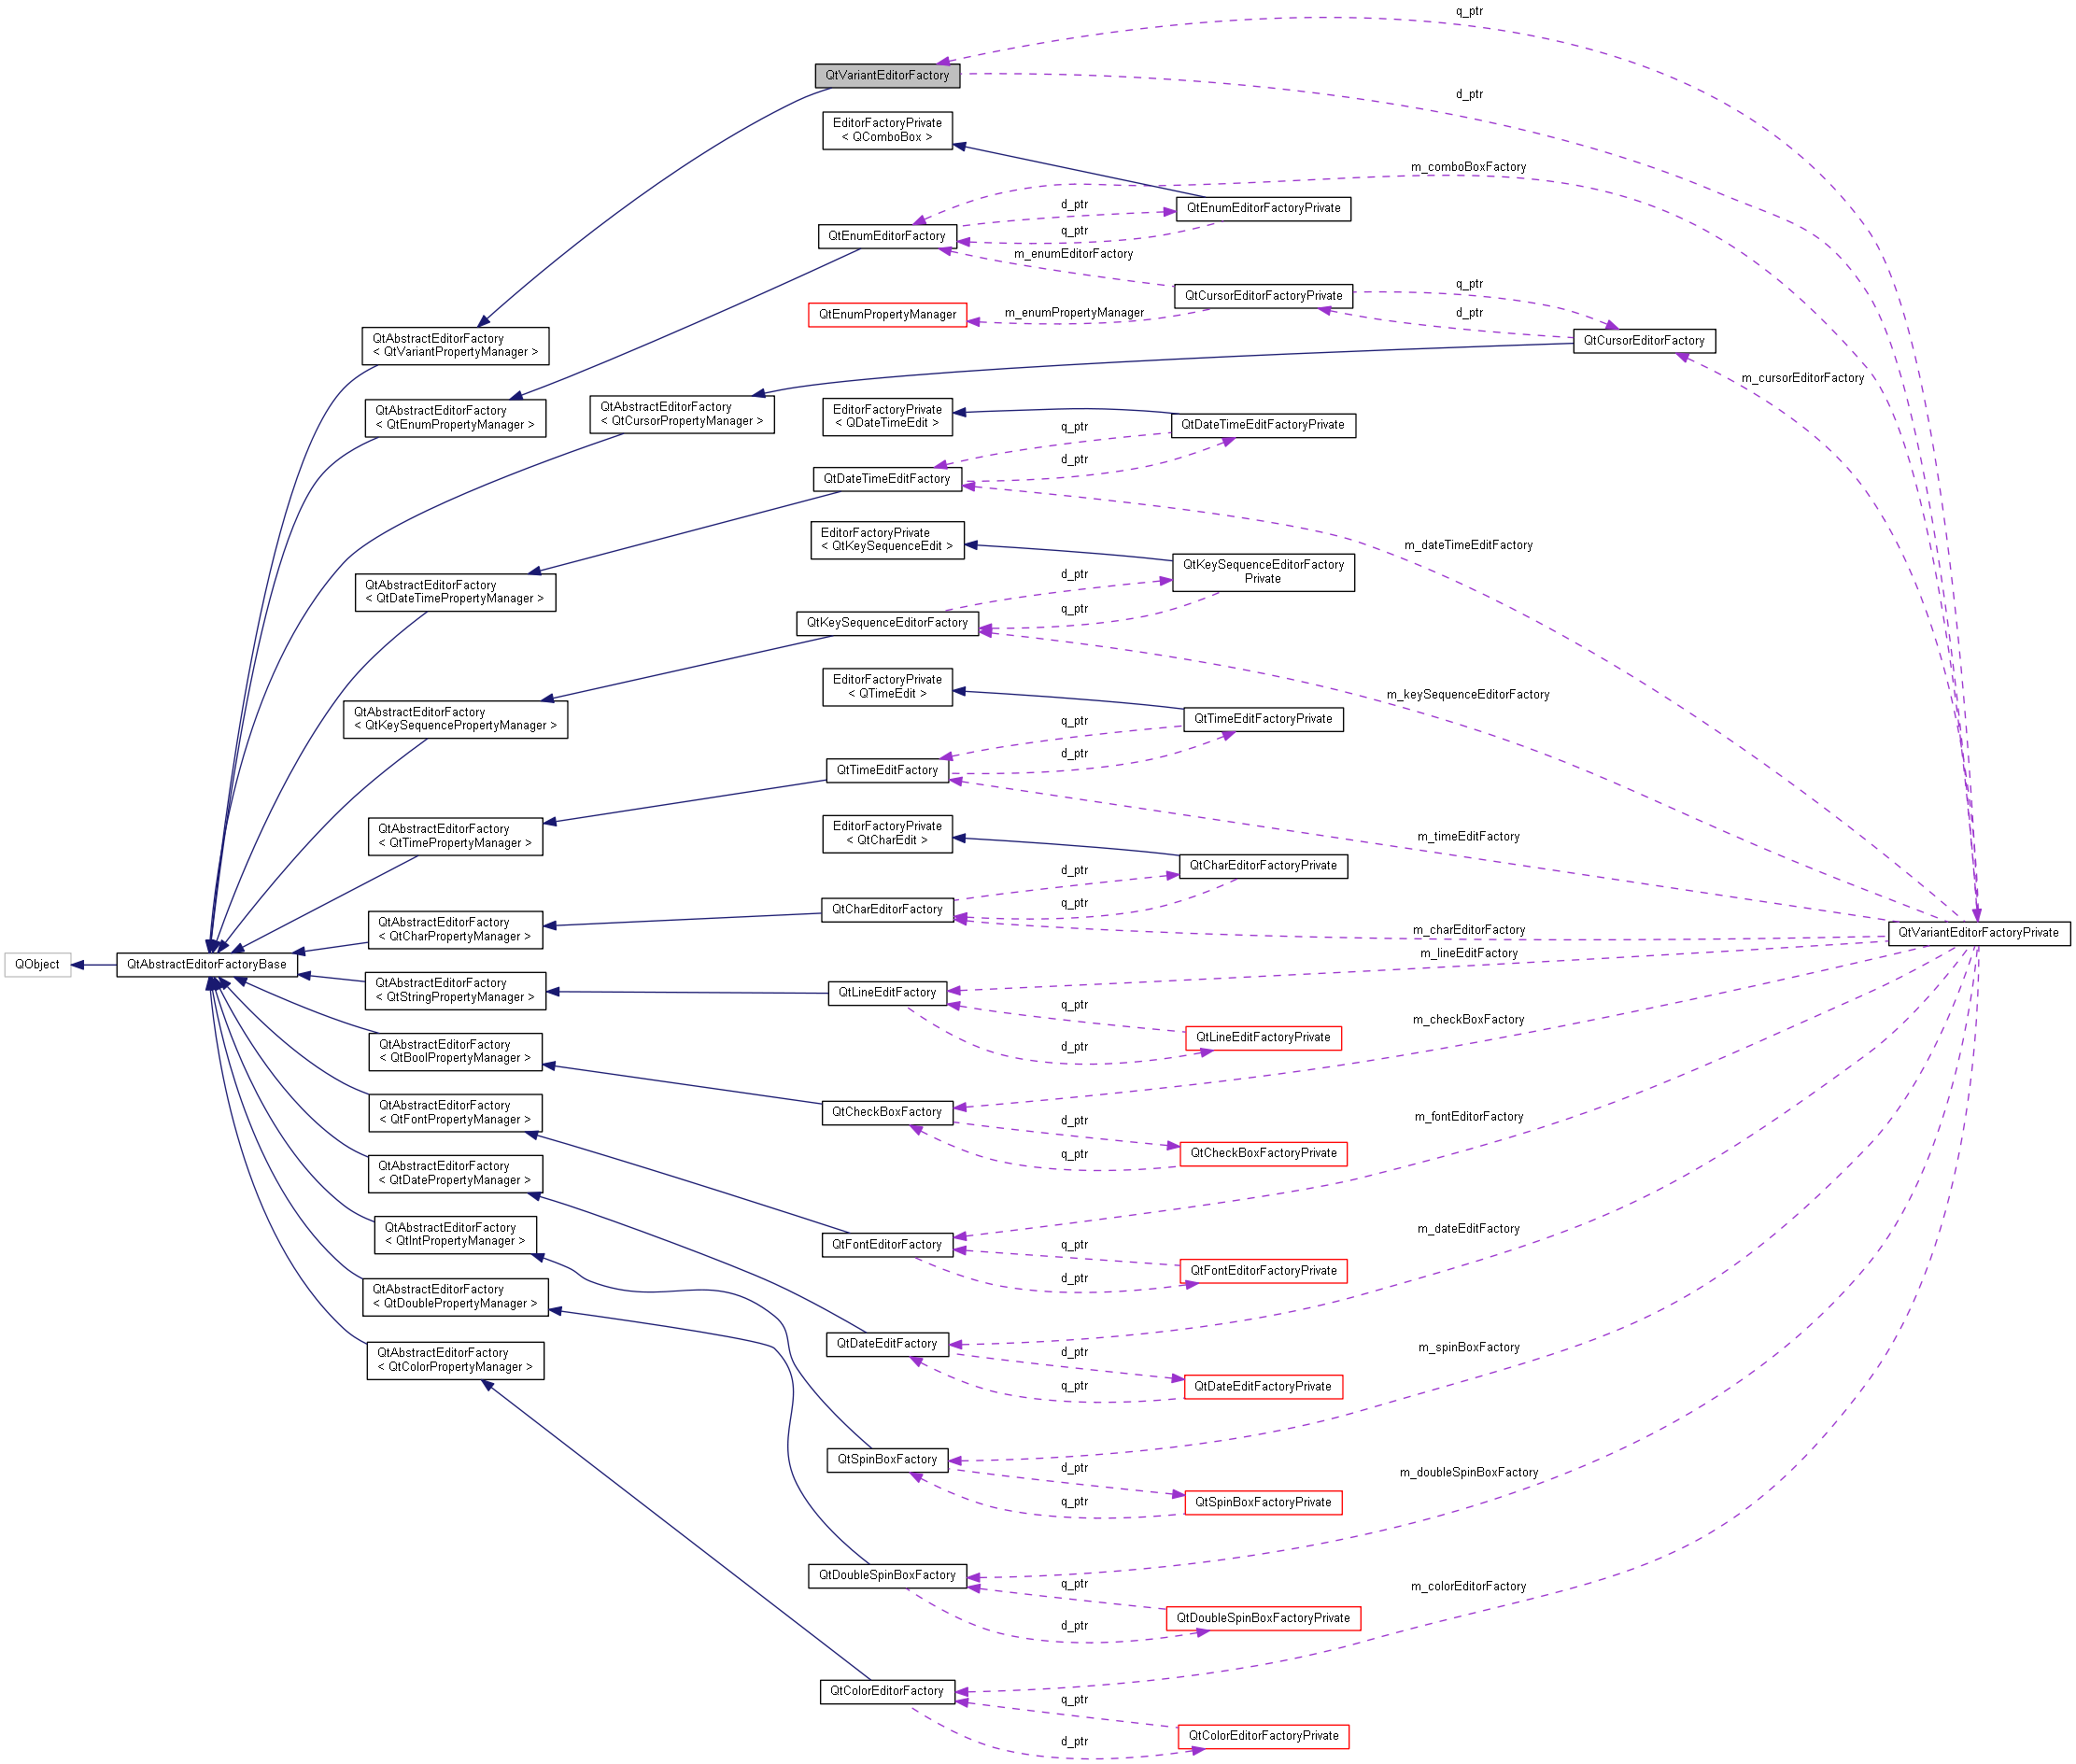 q_ptr
QtVariantEditorFactory
d_ptr
EditorFactoryPrivate
< QComboBox >
m_comboBoxFactory
d_ptr
QtEnumEditorFactoryPrivate
QtEnumEditorFactory
q_ptr
m_enumEditorFactory
q_ptr
QtCursorEditorFactoryPrivate
QtEnumPropertyManager
m_enumPropertyManager
d_ptr
QtAbstractEditorFactory
< QtVariantPropertyManager >
QtCursorEditorFactory
m_cursorEditorFactory
QtAbstractEditorFactory
< QtEnumPropertyManager >
QtAbstractEditorFactory
< QtCursorPropertyManager >
EditorFactoryPrivate
< QDateTimeEdit >
q_ptr
QtDateTimeEditFactoryPrivate
d_ptr
QtDateTimeEditFactory
EditorFactoryPrivate
< QtKeySequenceEdit >
m_dateTimeEditFactory
QtKeySequenceEditorFactory
Private
d_ptr
QtAbstractEditorFactory
< QtDateTimePropertyManager >
q_ptr
QtKeySequenceEditorFactory
EditorFactoryPrivate
< QTimeEdit >
m_keySequenceEditorFactory
QtAbstractEditorFactory
< QtKeySequencePropertyManager >
q_ptr
QtTimeEditFactoryPrivate
d_ptr
QtTimeEditFactory
QtAbstractEditorFactory
< QtTimePropertyManager >
EditorFactoryPrivate
< QtCharEdit >
m_timeEditFactory
QtCharEditorFactoryPrivate
d_ptr
q_ptr
QtCharEditorFactory
QtAbstractEditorFactory
< QtCharPropertyManager >
m_charEditorFactory
QtVariantEditorFactoryPrivate
m_lineEditFactory
QObject
QtAbstractEditorFactoryBase
QtAbstractEditorFactory
< QtStringPropertyManager >
QtLineEditFactory
q_ptr
m_checkBoxFactory
QtLineEditFactoryPrivate
d_ptr
QtAbstractEditorFactory
< QtBoolPropertyManager >
QtAbstractEditorFactory
< QtFontPropertyManager >
QtCheckBoxFactory
d_ptr
m_fontEditorFactory
q_ptr
QtCheckBoxFactoryPrivate
QtAbstractEditorFactory
< QtDatePropertyManager >
QtAbstractEditorFactory
< QtIntPropertyManager >
m_dateEditFactory
QtFontEditorFactory
q_ptr
QtFontEditorFactoryPrivate
d_ptr
QtAbstractEditorFactory
< QtDoublePropertyManager >
QtDateEditFactory
d_ptr
m_spinBoxFactory
QtAbstractEditorFactory
< QtColorPropertyManager >
q_ptr
QtDateEditFactoryPrivate
QtSpinBoxFactory
d_ptr
m_doubleSpinBoxFactory
q_ptr
QtSpinBoxFactoryPrivate
QtDoubleSpinBoxFactory
q_ptr
m_colorEditorFactory
QtDoubleSpinBoxFactoryPrivate
d_ptr
QtColorEditorFactory
q_ptr
QtColorEditorFactoryPrivate
d_ptr